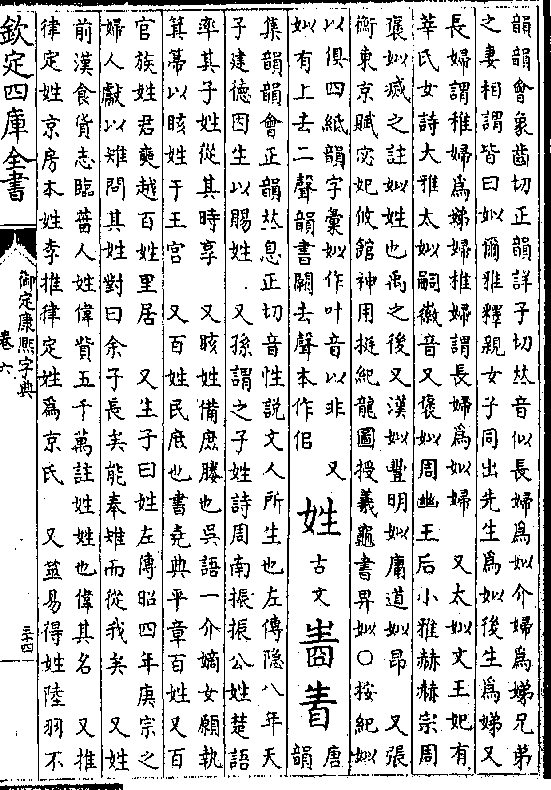 韻韻會象齒切正韻詳子切𠀤音似長婦爲姒介婦爲娣兄弟
之妻相謂皆曰姒爾雅釋親女子同出先生爲姒後生爲娣又
長婦謂稚婦爲娣婦稚婦謂長婦爲姒婦　又太姒文王妃有
莘氏女詩大雅太姒嗣徽音又褒姒周幽王后小雅赫赫宗周
褒姒烕之註姒姓也禹之後又漢姒豐明姒庸道姒昂　又張
衡東京賦宓妃攸館神用挺紀龍圖授羲龜書畀姒○按紀姒
以俱四紙韻字彙姒作叶音以非　又
姒有上去二聲韻書闕去聲本作佀
姓 古文 𤯣 𤯤 唐韻
集韻韻會正韻𠀤息正切音性說文人所生也左傳隱八年天
子建德因生以賜姓　又孫謂之子姓詩周南振振公姓楚語
率其子姓從其時享　又晐姓備庶媵也吳語一介嫡女願執
箕箒以晐姓于王宮　又百姓民庶也書堯典平章百姓又百
官族姓君奭越百姓里居　又生子曰姓左傳昭四年庚宗之
婦人獻以雉問其姓對曰余子長矣能奉雉而從我矣　又姓
前漢食貨志臨菑人姓偉貲五千萬註姓姓也偉其名　又推
律定姓京房本姓李推律定姓爲京氏　又筮易得姓陸羽不
欽定四庫全書
御定康熙字典
卷六
三十四